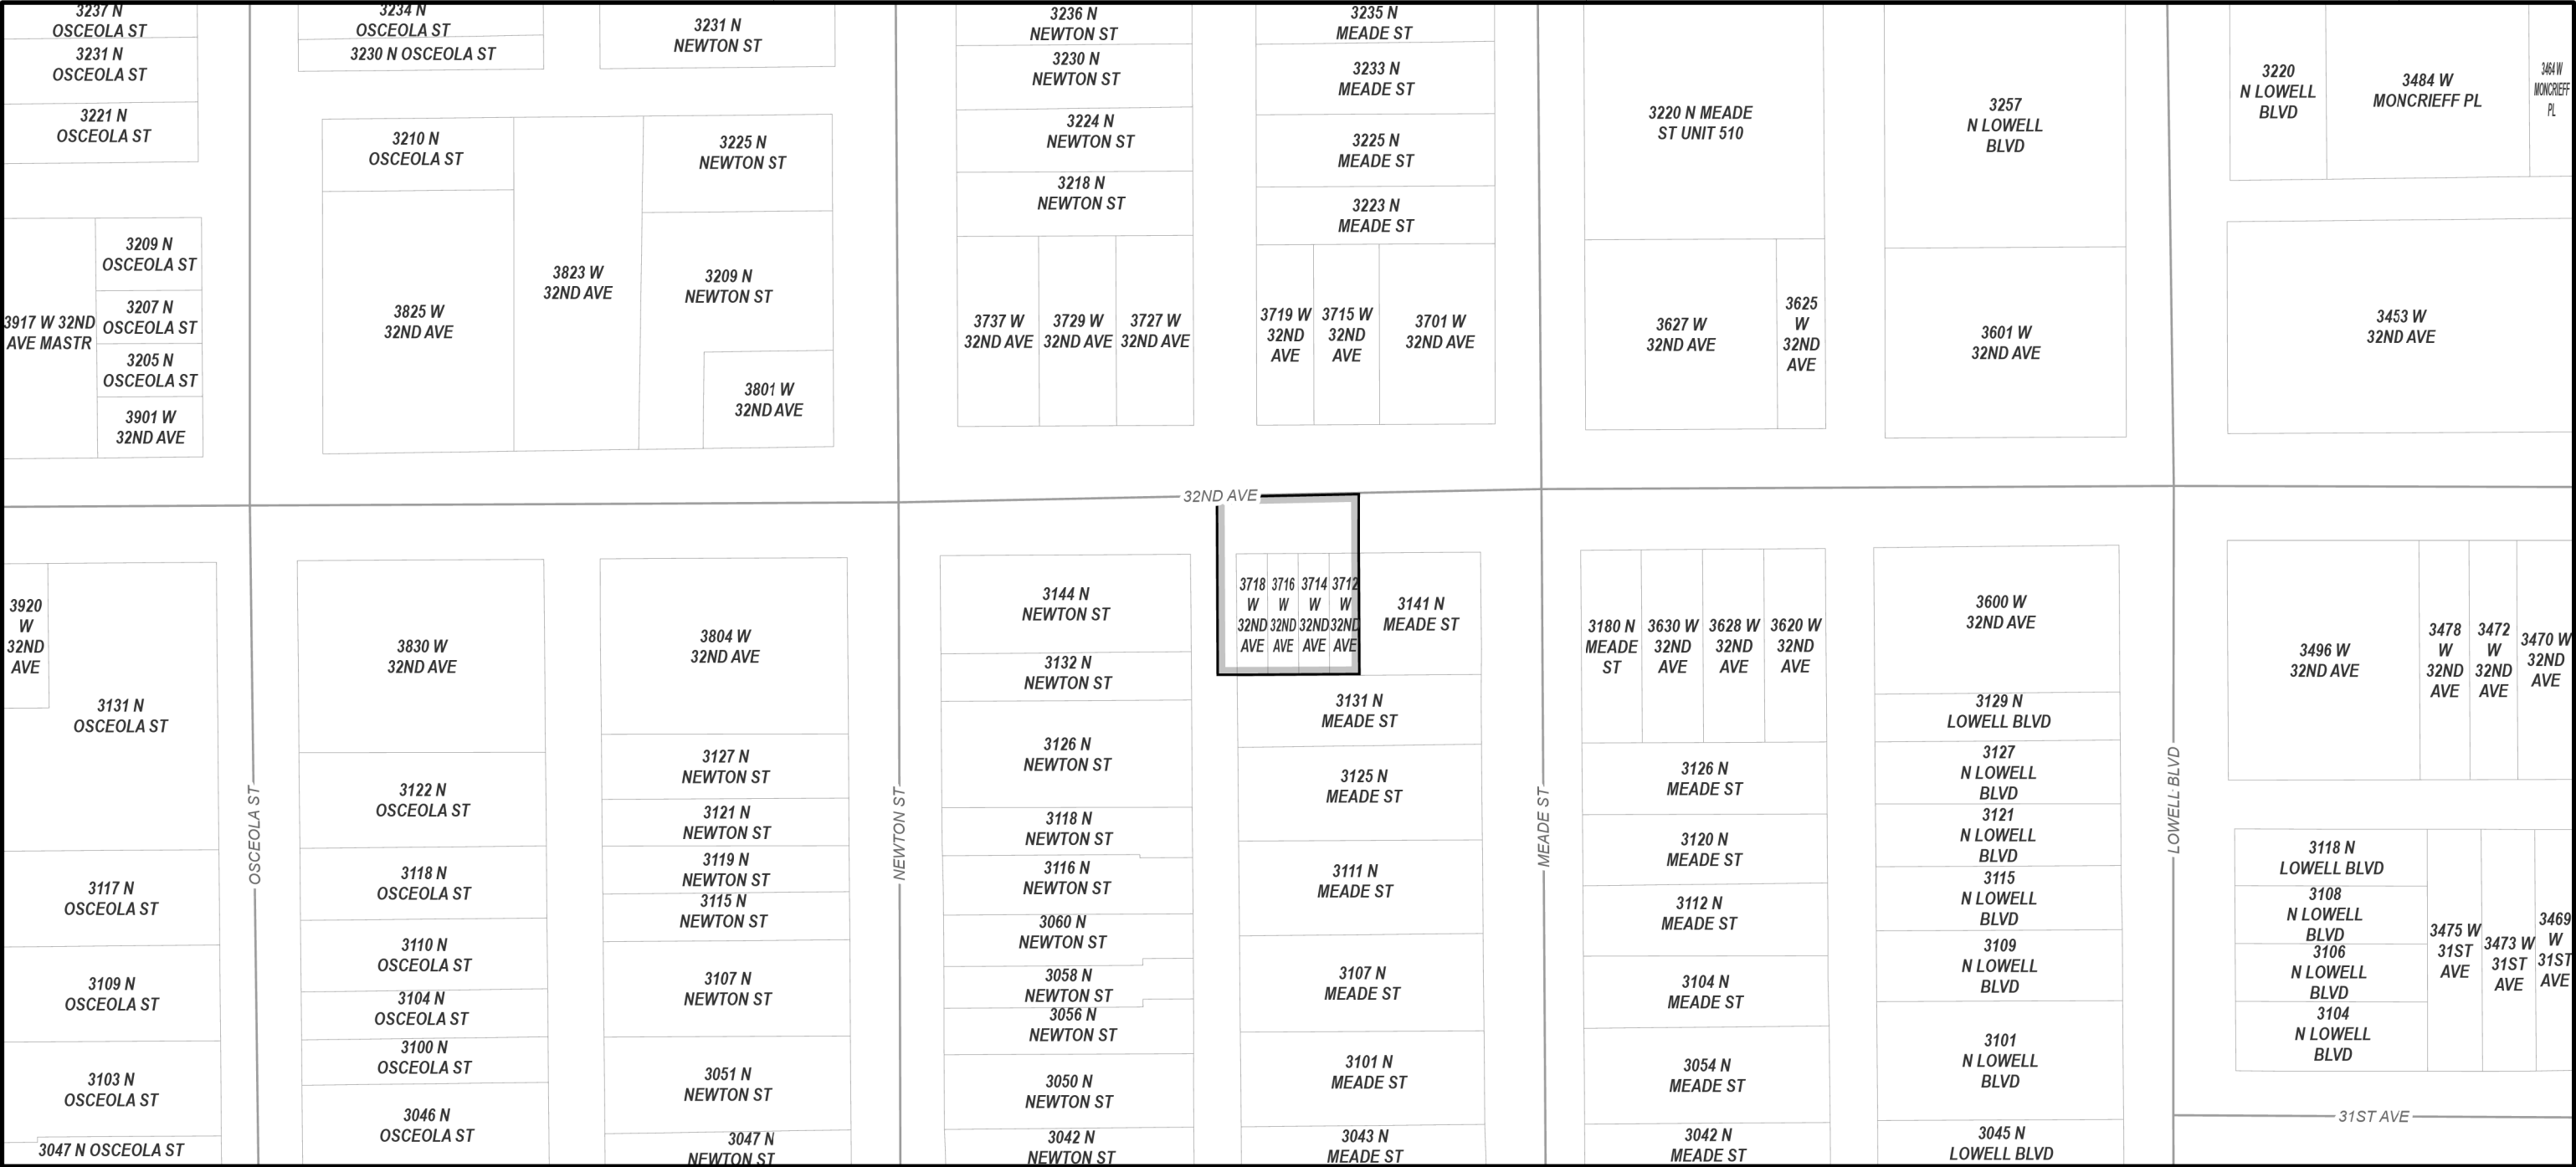 3237 N
OSCEOLA ST
3231 N
OSCEOLA ST
3221 N
OSCEOLA ST
3234 N
OSCEOLA ST
3230 N OSCEOLA ST
3231 N
NEWTON ST
3236 N
NEWTON ST
3230 N
NEWTON ST
3224 N
NEWTON ST
3218 N
NEWTON ST
3235 N
MEADE ST
3233 N
MEADE ST
3225 N
MEADE ST
3223 N
MEADE ST
3220 N MEADE
ST UNIT 510
3257
N LOWELL
BLVD
3220
N LOWELL
BLVD
3484 W
MONCRIEFF PL
3464 W
MONCRIEFF
PL
3917 W 32ND
AVE MASTR
3209 N
OSCEOLA ST
3207 N
OSCEOLA ST
3205 N
OSCEOLA ST
3901 W
32ND AVE
3210 N
OSCEOLA ST
3825 W
32ND AVE
3823 W
32ND AVE
3225 N
NEWTON ST
3209 N
NEWTON ST
3801 W
32ND AVE
3737 W
32ND AVE
3729 W
32ND AVE
3727 W
32ND AVE
3719 W
32ND
AVE
3715 W
32ND
AVE
3701 W
32ND AVE
3627 W
32ND AVE
3625
W
32ND
AVE
3601 W
32ND AVE
3453 W
32ND AVE
32ND AVE
3920
W
32ND
AVE
3131 N
OSCEOLA ST
3117 N
OSCEOLA ST
3109 N
OSCEOLA ST
3103 N
OSCEOLA ST
3047 N OSCEOLA ST
OSCEOLA ST
3830 W
32ND AVE
3122 N
OSCEOLA ST
3118 N
OSCEOLA ST
3110 N
OSCEOLA ST
3104 N
OSCEOLA ST
3100 N
OSCEOLA ST
3046 N
OSCEOLA ST
3804 W
32ND AVE
3127 N
NEWTON ST
3121 N
NEWTON ST
3119 N
NEWTON ST
3115 N
NEWTON ST
3107 N
NEWTON ST
3051 N
NEWTON ST
3047 N
NEWTON ST
NEWTON ST
3144 N
NEWTON ST
3132 N
NEWTON ST
3126 N
NEWTON ST
3118 N
NEWTON ST
3116 N
NEWTON ST
3060 N
NEWTON ST
3058 N
NEWTON ST
3056 N
NEWTON ST
3050 N
NEWTON ST
3042 N
NEWTON ST
3718
W
32ND
AVE
3716
W
32ND
AVE
3714
W
32ND
AVE
3712
W
32ND
AVE
3141 N
MEADE ST
3131 N
MEADE ST
3125 N
MEADE ST
3111 N
MEADE ST
3107 N
MEADE ST
3101 N
MEADE ST
3043 N
MEADE ST
MEADE ST
3180 N
MEADE
ST
3630 W
32ND
AVE
3628 W
32ND
AVE
3620 W
32ND
AVE
3126 N
MEADE ST
3120 N
MEADE ST
3112 N
MEADE ST
3104 N
MEADE ST
3054 N
MEADE ST
3042 N
MEADE ST
3600 W
32ND AVE
3129 N
LOWELL BLVD
3127
N LOWELL
BLVD
3121
N LOWELL
BLVD
3115
N LOWELL
BLVD
3109
N LOWELL
BLVD
3101
N LOWELL
BLVD
3045 N
LOWELL BLVD
LOWELL BLVD
3496 W
32ND AVE
3478
W
32ND
AVE
3472
W
32ND
AVE
3470 W
32ND
AVE
3118 N
LOWELL BLVD
3108
N LOWELL
BLVD
3106
N LOWELL
BLVD
3104
N LOWELL
BLVD
3475 W
31ST
AVE
3473 W
31ST
AVE
3469
W
31ST
AVE
31ST AVE